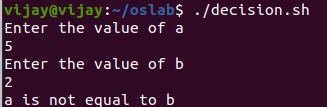 vijay@vijay:~/oslab$ ./decision.sh
Enter the value of a
5
Enter the value of b
2
a is not equal to b